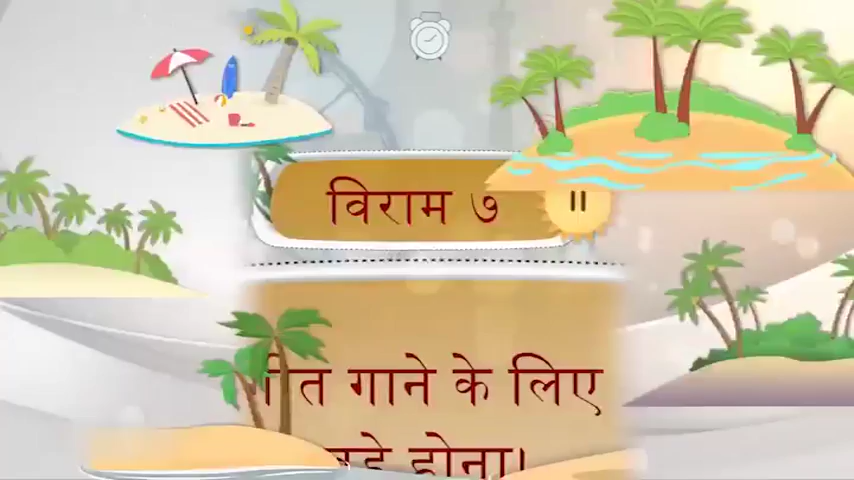 विराम ७
गाने के लिए
होना।